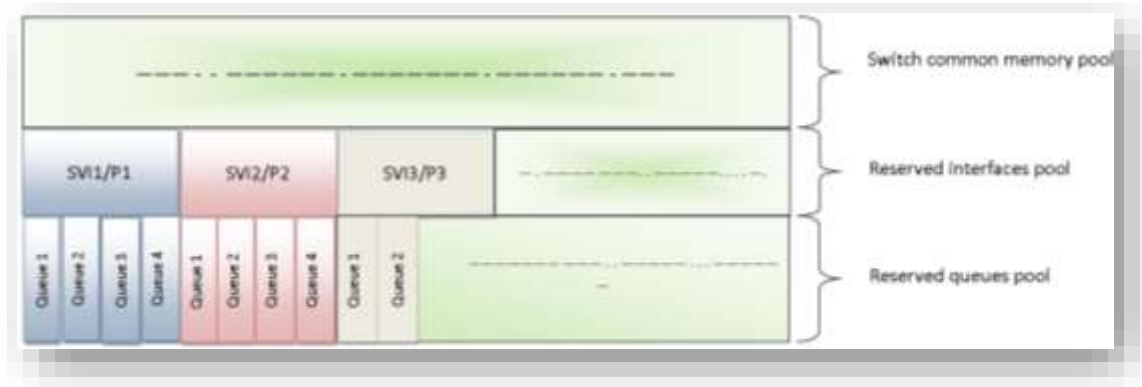 Switch common memory pool
SVI1/P1
SVI2/P2
SVI3/P3
Reserved Interfaces pool
Queue 1
Queue 2
Queue 3
Queue 4
Queue 1
Queue 2
Queue 3
Queue 4
Queue 1
Queue 2
Reserved queues pool